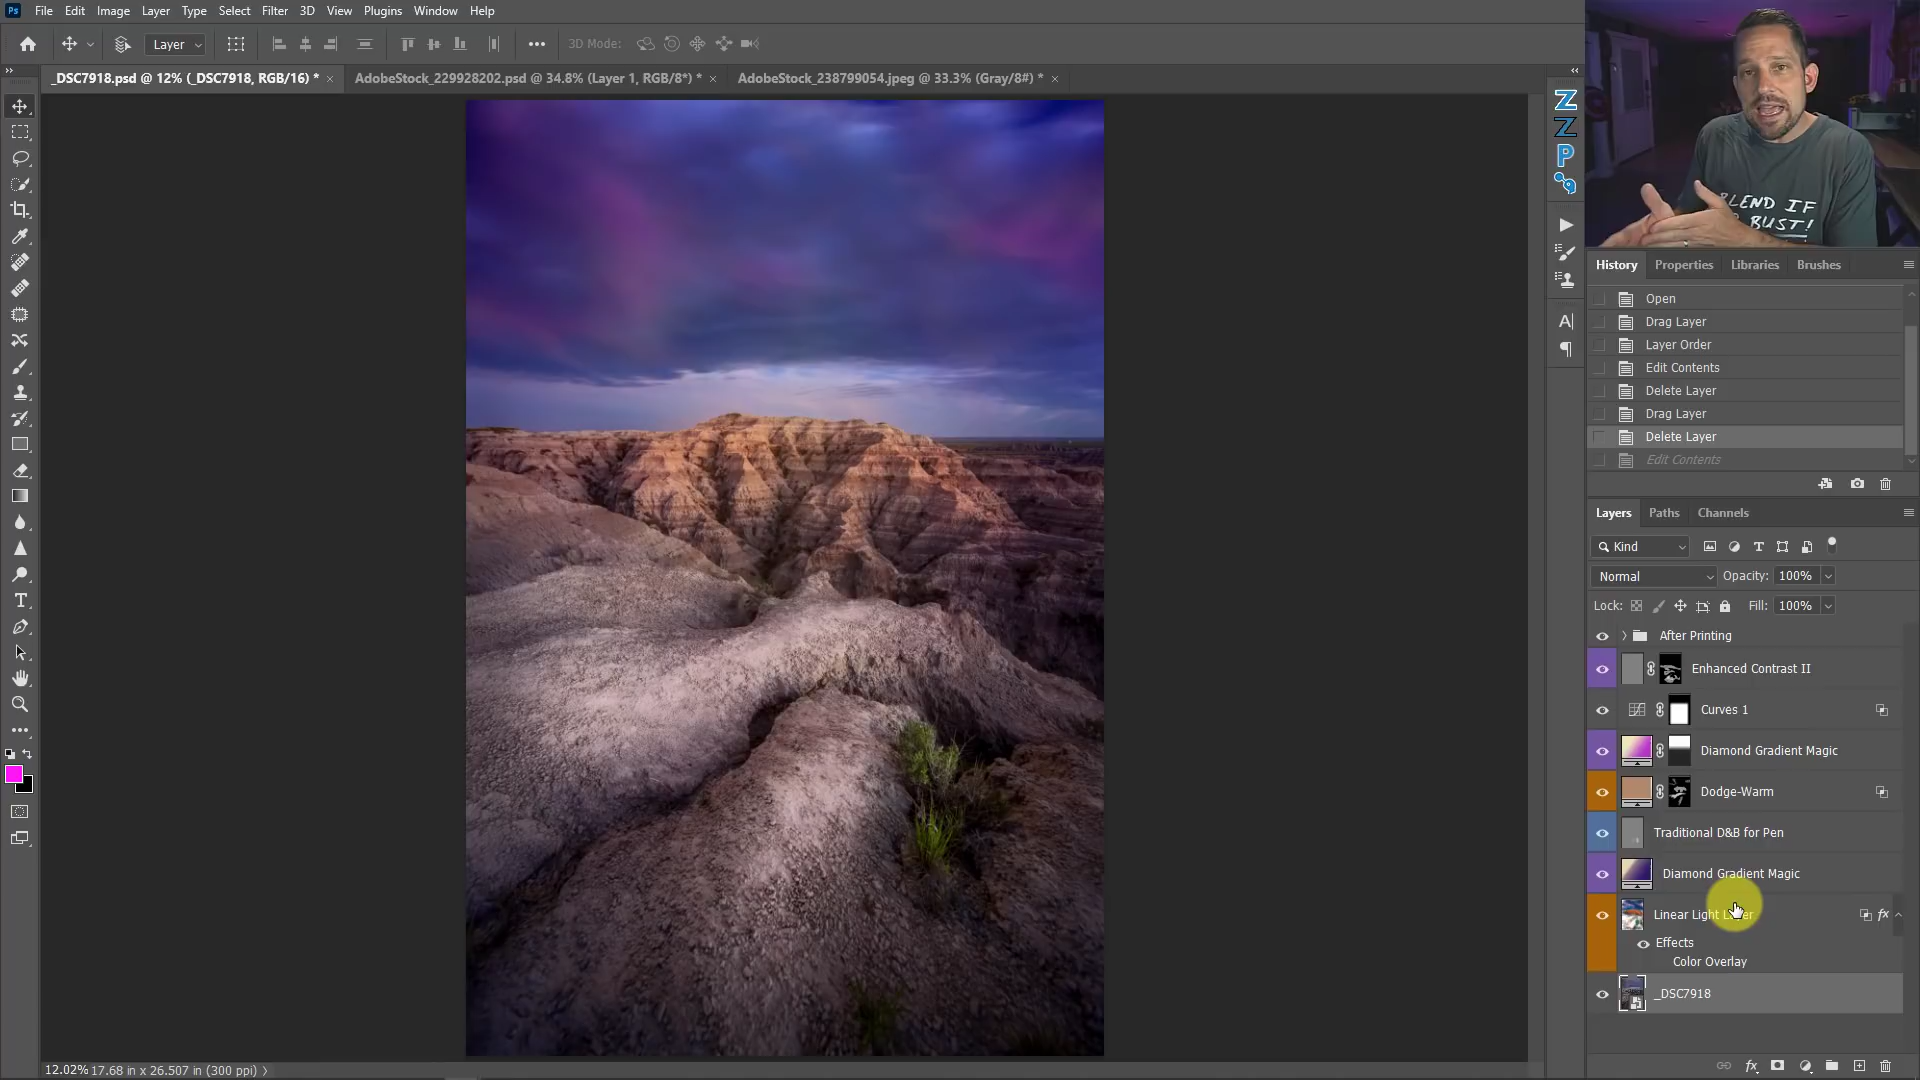 Ps File Edit Image Layer Type Select Filter 3D View Plugins Window Help
Layer 3D Mode:
_DSC7918.psd @ 12% (_DSC7918, RGB/16) * AdobeStock_229928202.psd @ 34.8% (Layer 1, RGB/8*) * AdobeStock_238799054.jpeg @ 33.3% (Gray/8#) *
Z
Z
P
A
BLEND IF
BUST!
History Properties Libraries Brushes
Open
Drag Layer
Layer Order
Edit Contents
Delete Layer
Drag Layer
Delete Layer
Edit Contents
Layers Paths Channels
Kind
Normal Opacity: 100%
Lock: Fill: 100%
After Printing
Enhanced Contrast II
Curves 1
Diamond Gradient Magic
Dodge-Warm
Traditional D&B for Pen
Diamond Gradient Magic
Linear Light Layer fx
Effects
Color Overlay
_DSC7918
fx
12.02% 17.68 in x 26.507 in (300 ppi)